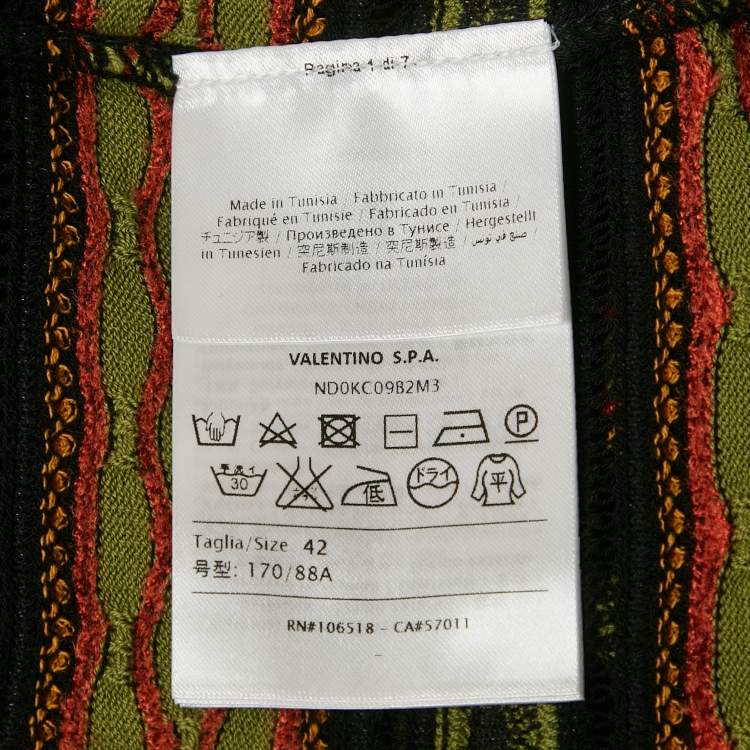 Pagina 1 di 7
Made in Tunisia / Fabbricato in Tunisia /
Fabriqué en Tunisie / Fabricado en Tunisia /
チュニジア製 / Произведено в Тунисе / Hergestellt
in Tunesien / 突尼斯制造 / 突尼斯製造 / صنع في تونس /
Fabricado na Tunísia
VALENTINO S.P.A.
ND0KC09B2M3
P
30 低 ドライ 平
Taglia/Size 42
号型: 170/88A
RN#106518 - CA#57011